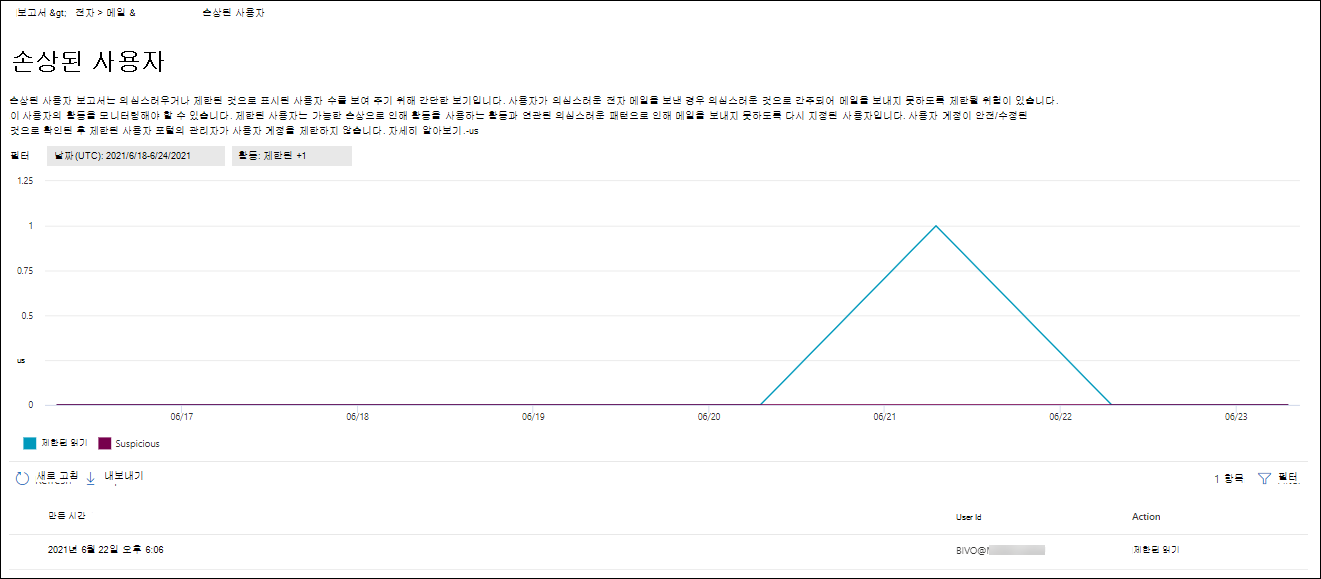 보고서 &gt; 전자 > 메일 & 손상된 사용자
손상된 사용자
손상된 사용자 보고서는 의심스러우거나 제한된 것으로 표시된 사용자 수를 보여 주기 위해 간단한 보기입니다. 사용자가 의심스러운 전자 메일을 보낸 경우 의심스러운 것으로 간주되어 메일을 보내지 못하도록 제한될 위험이 있습니다.
이 사용자의 활동을 모니터링해야 할 수 있습니다. 제한된 사용자는 가능한 손상으로 인해 활동을 사용하는 활동과 연관된 의심스러운 패턴으로 인해 메일을 보내지 못하도록 다시 지정된 사용자입니다. 사용자 계정이 안전/수정된
것으로 확인된 후 제한된 사용자 포털의 관리자가 사용자 계정을 제한하지 않습니다. 자세히 알아보기.-us
필터 날짜(UTC): 2021/6/18-6/24/2021 활동: 제한된 +1
1.25
1
0.75
0.5
us
0
06/17 06/18 06/19 06/20 06/21 06/22 06/23
제한된 읽기 Suspicious
새로 고침 내보내기 1 항목 필터
만든 시간 User Id Action
2021년 6월 22일 오후 6:06 BIVO@ 제한된 읽기